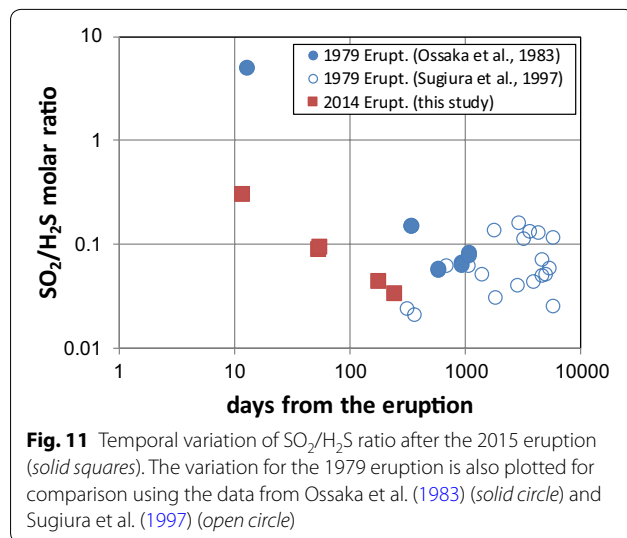 10
1979 Erupt. (Ossaka et al., 1983)
1979 Erupt. (Sugiura et al., 1997)
2014 Erupt. (this study)
1
0.1
0.01
SO2/H2S molar ratio
1 10 100 1000 10000
days from the eruption
Fig. 11 Temporal variation of SO2/H2S ratio after the 2015 eruption
(solid squares). The variation for the 1979 eruption is also plotted for
comparison using the data from Ossaka et al. (1983) (solid circle) and
Sugiura et al. (1997) (open circle)